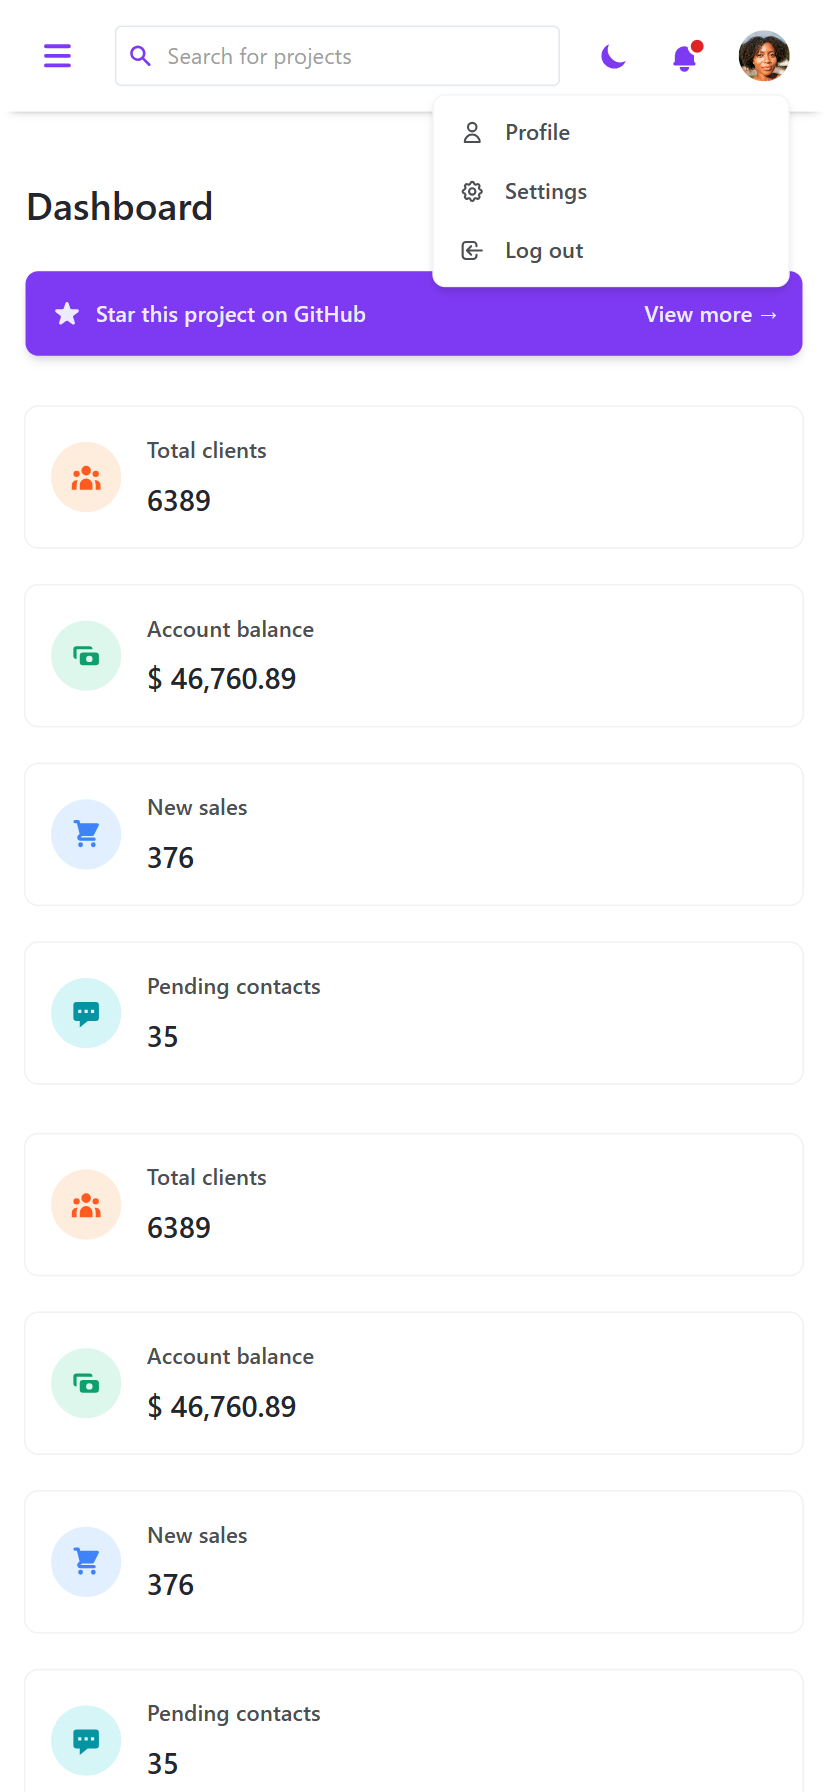 Search for projects
Profile
Settings
Log out
Dashboard
Star this project on GitHub
View more →
Total clients
6389
Account balance
$ 46,760.89
New sales
376
Pending contacts
35
Total clients
6389
Account balance
$ 46,760.89
New sales
376
Pending contacts
35